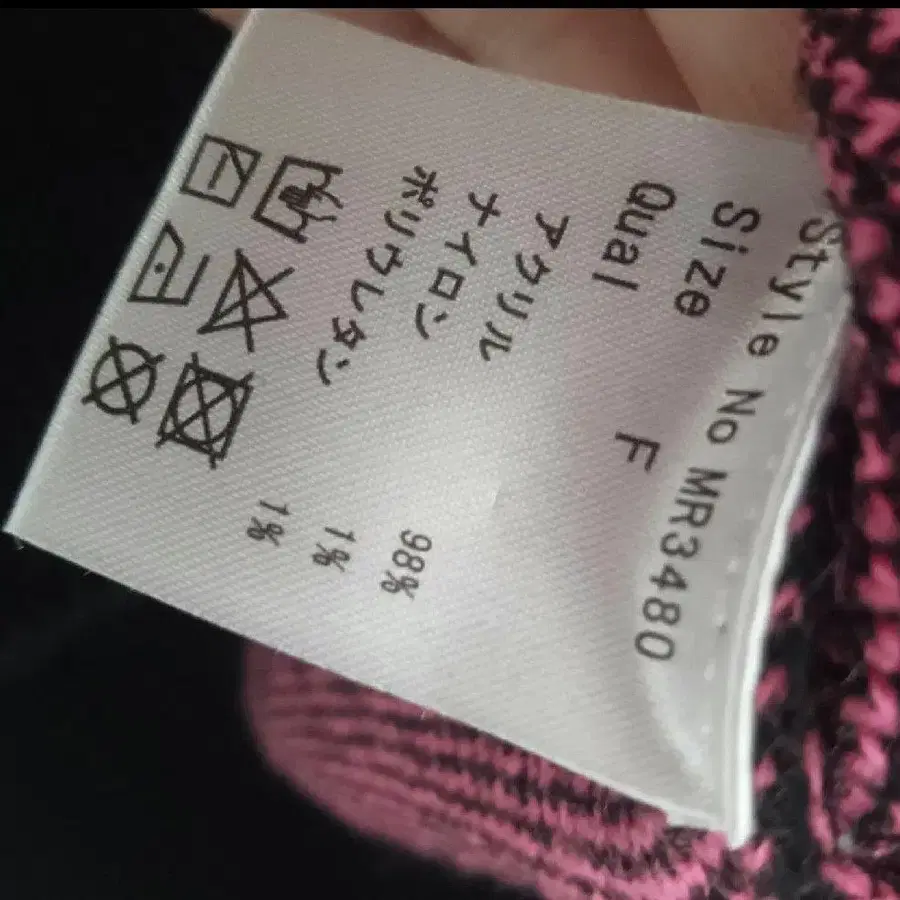 Style No MR3480
Size F
Qual
アクリル 98%
ナイロン 1%
ポリウレタン 1%